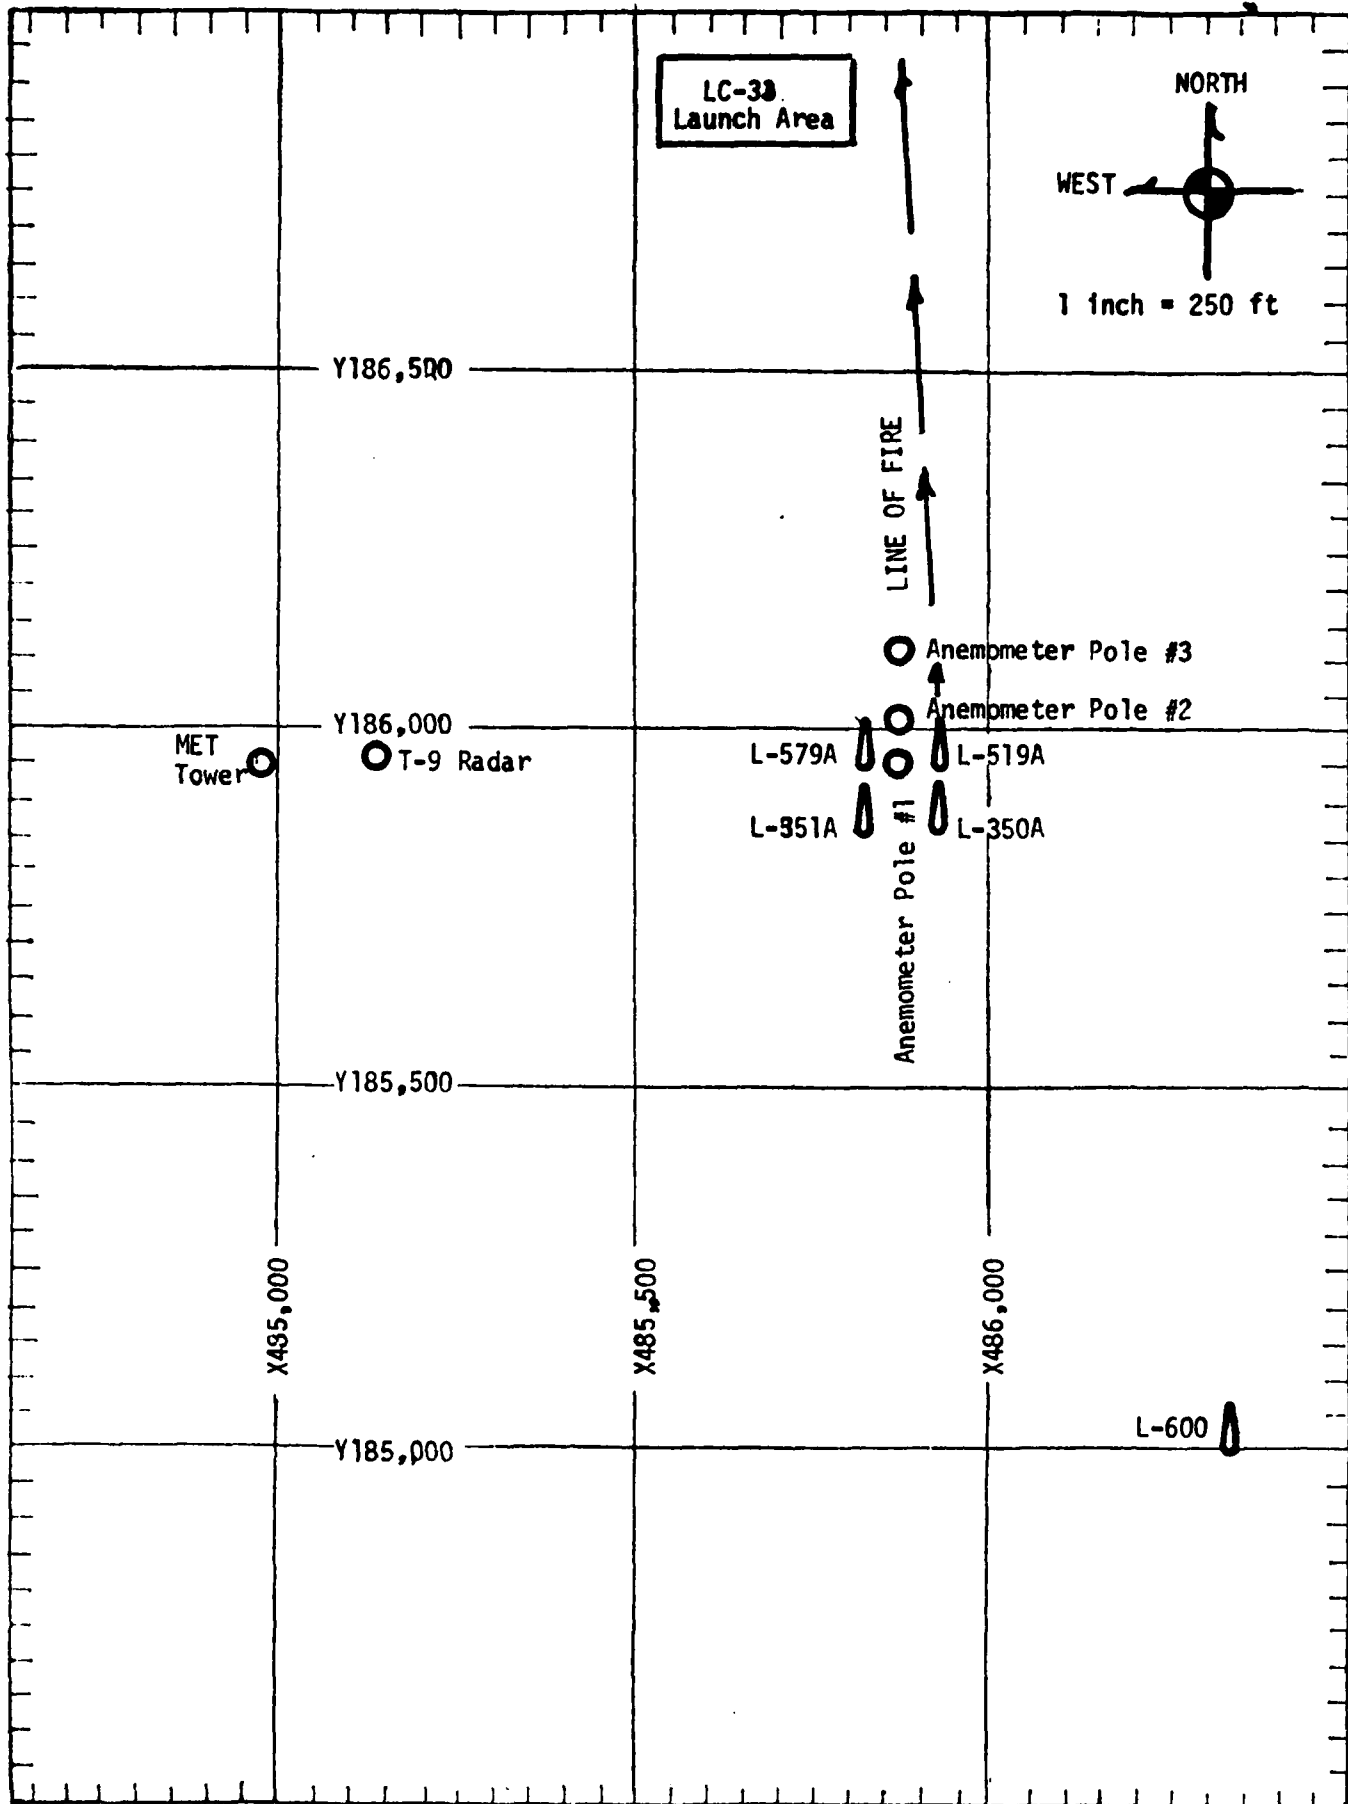 LC-33
Launch Area
NORTH
WEST
1 inch = 250 ft
Y186,500
LINE OF FIRE
Anemometer Pole #3
Y186,000
Anemometer Pole #2
MET
Tower
T-9 Radar
L-579A
L-519A
L-351A
L-350A
Anemometer Pole #1
Y185,500
X485,000
X485,500
X486,000
L-600
Y185,000